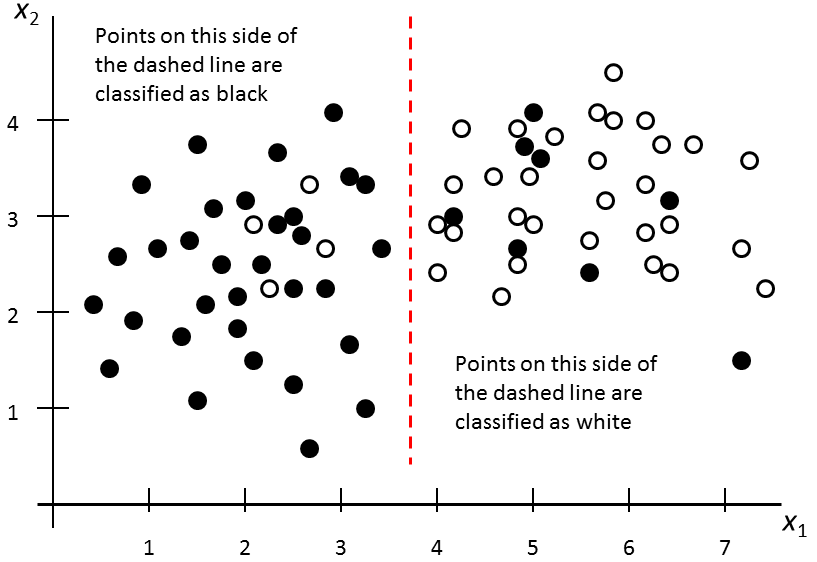 x2
Points on this side of
the dashed line are
classified as black
4
3
2
1
Points on this side of
the dashed line are
classified as white
1 2 3 4 5 6 7
x1